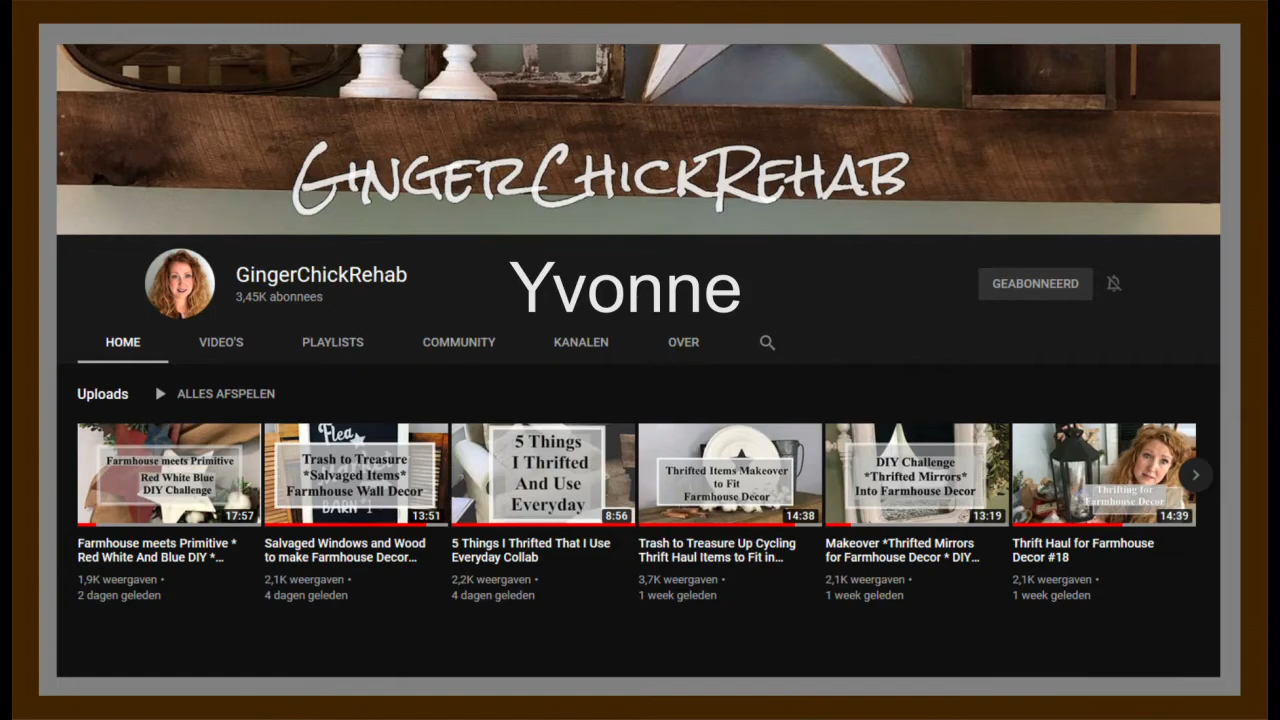 GingerChickRehab
GingerChickRehab
3,45K abonnees
Yvonne
GEABONNEERD
HOME
VIDEO'S
PLAYLISTS
COMMUNITY
KANALEN
OVER
Uploads
ALLES AFSPELEN
Farmhouse meets Primitive
Red White Blue
DIY Challenge
17:57
Farmhouse meets Primitive *
Red White And Blue DIY *...
1,9K weergaven •
2 dagen geleden
Flea
Trash to Treasure
*Salvaged Items*
Farmhouse Wall Decor
BARN
13:51
Salvaged Windows and Wood
to make Farmhouse Decor...
2,1K weergaven •
4 dagen geleden
5 Things
I Thrifted
And Use
Everyday
8:56
5 Things I Thrifted That I Use
Everyday Collab
2,2K weergaven •
4 dagen geleden
Thrifted Items Makeover
to Fit
Farmhouse Decor
14:38
Trash to Treasure Up Cycling
Thrift Haul Items to Fit in...
3,7K weergaven •
1 week geleden
DIY Challenge
*Thrifted Mirrors*
Into Farmhouse Decor
13:19
Makeover *Thrifted Mirrors
for Farmhouse Decor * DIY...
2,1K weergaven •
1 week geleden
Thrifting for
Farmhouse Decor
14:39
Thrift Haul for Farmhouse
Decor #18
2,1K weergaven •
1 week geleden